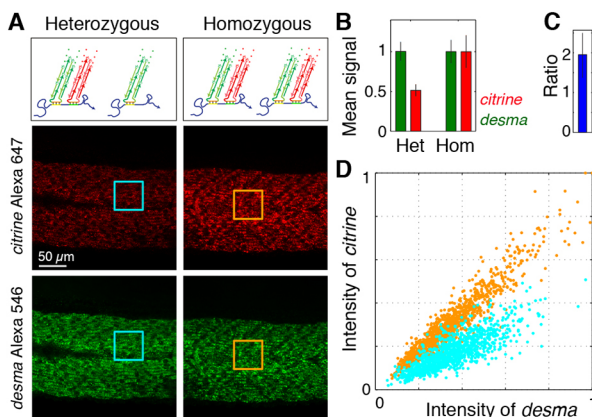 A
Heterozygous
Homozygous
citrine Alexa 647
50 µm
desma Alexa 546
B
Mean signal
1
0.5
0
Het
Hom
citrine
desma
C
Ratio
2
1
0
D
Intensity of citrine
1
0
Intensity of desma
1